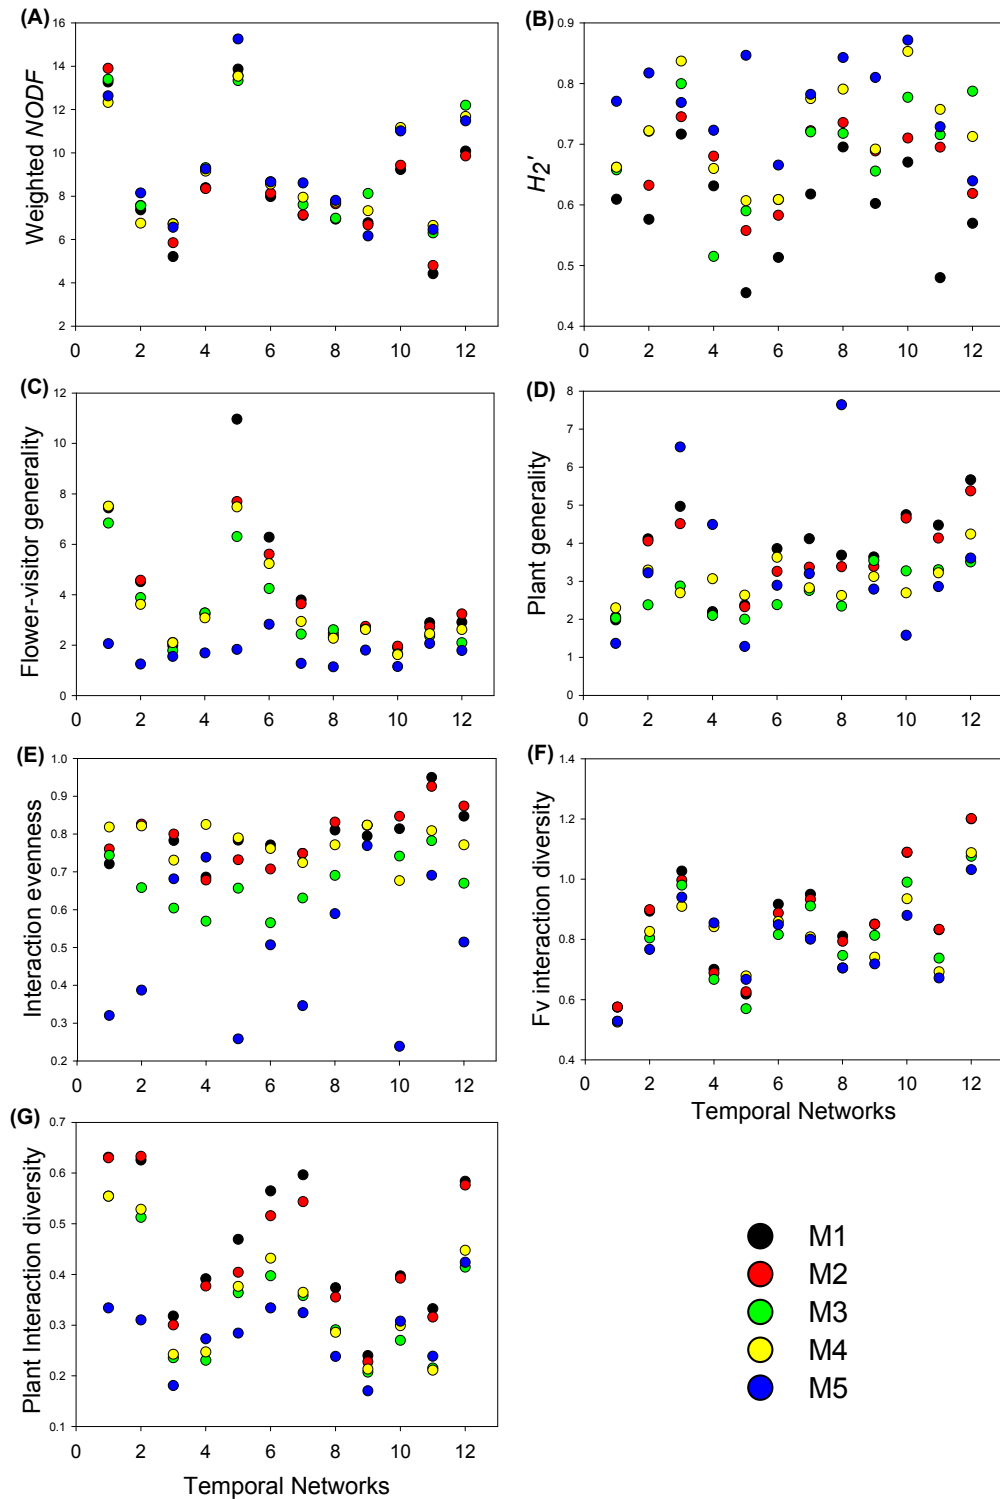 (A)
Weighted NODF
16
14
12
10
8
6
4
2
0 2 4 6 8 10 12
(B)
H2'
0.9
0.8
0.7
0.6
0.5
0.4
0 2 4 6 8 10 12
(C)
Flower-visitor generality
12
10
8
6
4
2
0
0 2 4 6 8 10 12
(D)
Plant generality
8
7
6
5
4
3
2
1
0
0 2 4 6 8 10 12
(E)
Interaction evenness
1.0
0.9
0.8
0.7
0.6
0.5
0.4
0.3
0.2
0 2 4 6 8 10 12
(F)
Fv interaction diversity
1.4
1.2
1.0
0.8
0.6
0.4
0 2 4 6 8 10 12
Temporal Networks
(G)
Plant Interaction diversity
0.7
0.6
0.5
0.4
0.3
0.2
0.1
0 2 4 6 8 10 12
Temporal Networks
M1
M2
M3
M4
M5